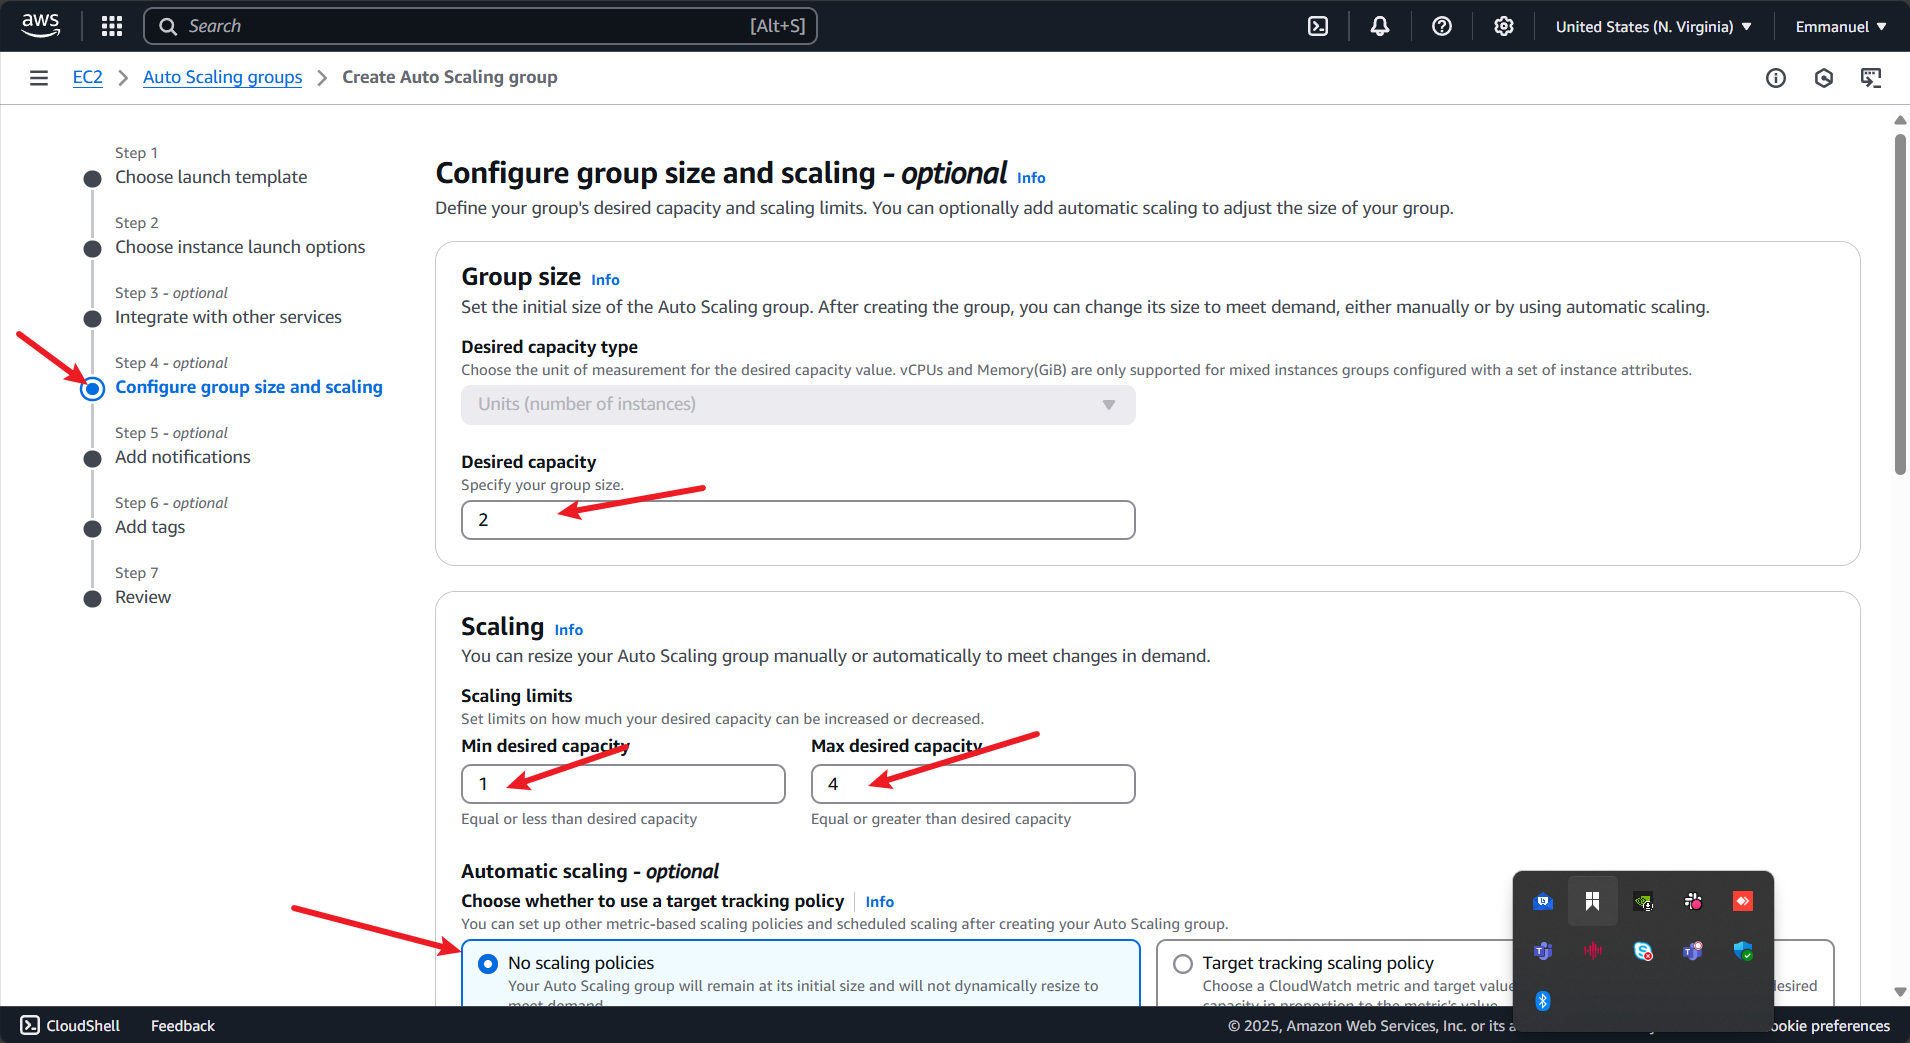 aws
Search [Alt+S]
United States (N. Virginia)
Emmanuel
EC2
Auto Scaling groups
Create Auto Scaling group
Step 1
Choose launch template
Step 2
Choose instance launch options
Step 3 - optional
Integrate with other services
Step 4 - optional
Configure group size and scaling
Step 5 - optional
Add notifications
Step 6 - optional
Add tags
Step 7
Review
Configure group size and scaling - optional Info
Define your group's desired capacity and scaling limits. You can optionally add automatic scaling to adjust the size of your group.
Group size Info
Set the initial size of the Auto Scaling group. After creating the group, you can change its size to meet demand, either manually or by using automatic scaling.
Desired capacity type
Choose the unit of measurement for the desired capacity value. vCPUs and Memory(GiB) are only supported for mixed instances groups configured with a set of instance attributes.
Units (number of instances)
Desired capacity
Specify your group size.
2
Scaling Info
You can resize your Auto Scaling group manually or automatically to meet changes in demand.
Scaling limits
Set limits on how much your desired capacity can be increased or decreased.
Min desired capacity
1
Equal or less than desired capacity
Max desired capacity
4
Equal or greater than desired capacity
Automatic scaling - optional
Choose whether to use a target tracking policy Info
You can set up other metric-based scaling policies and scheduled scaling after creating your Auto Scaling group.
No scaling policies
Your Auto Scaling group will remain at its initial size and will not dynamically resize to
meet demand.
Target tracking scaling policy
Choose a CloudWatch metric and target value desired
capacity in proportion to the metric's value.
CloudShell
Feedback
© 2025, Amazon Web Services, Inc. or its
ookie preferences